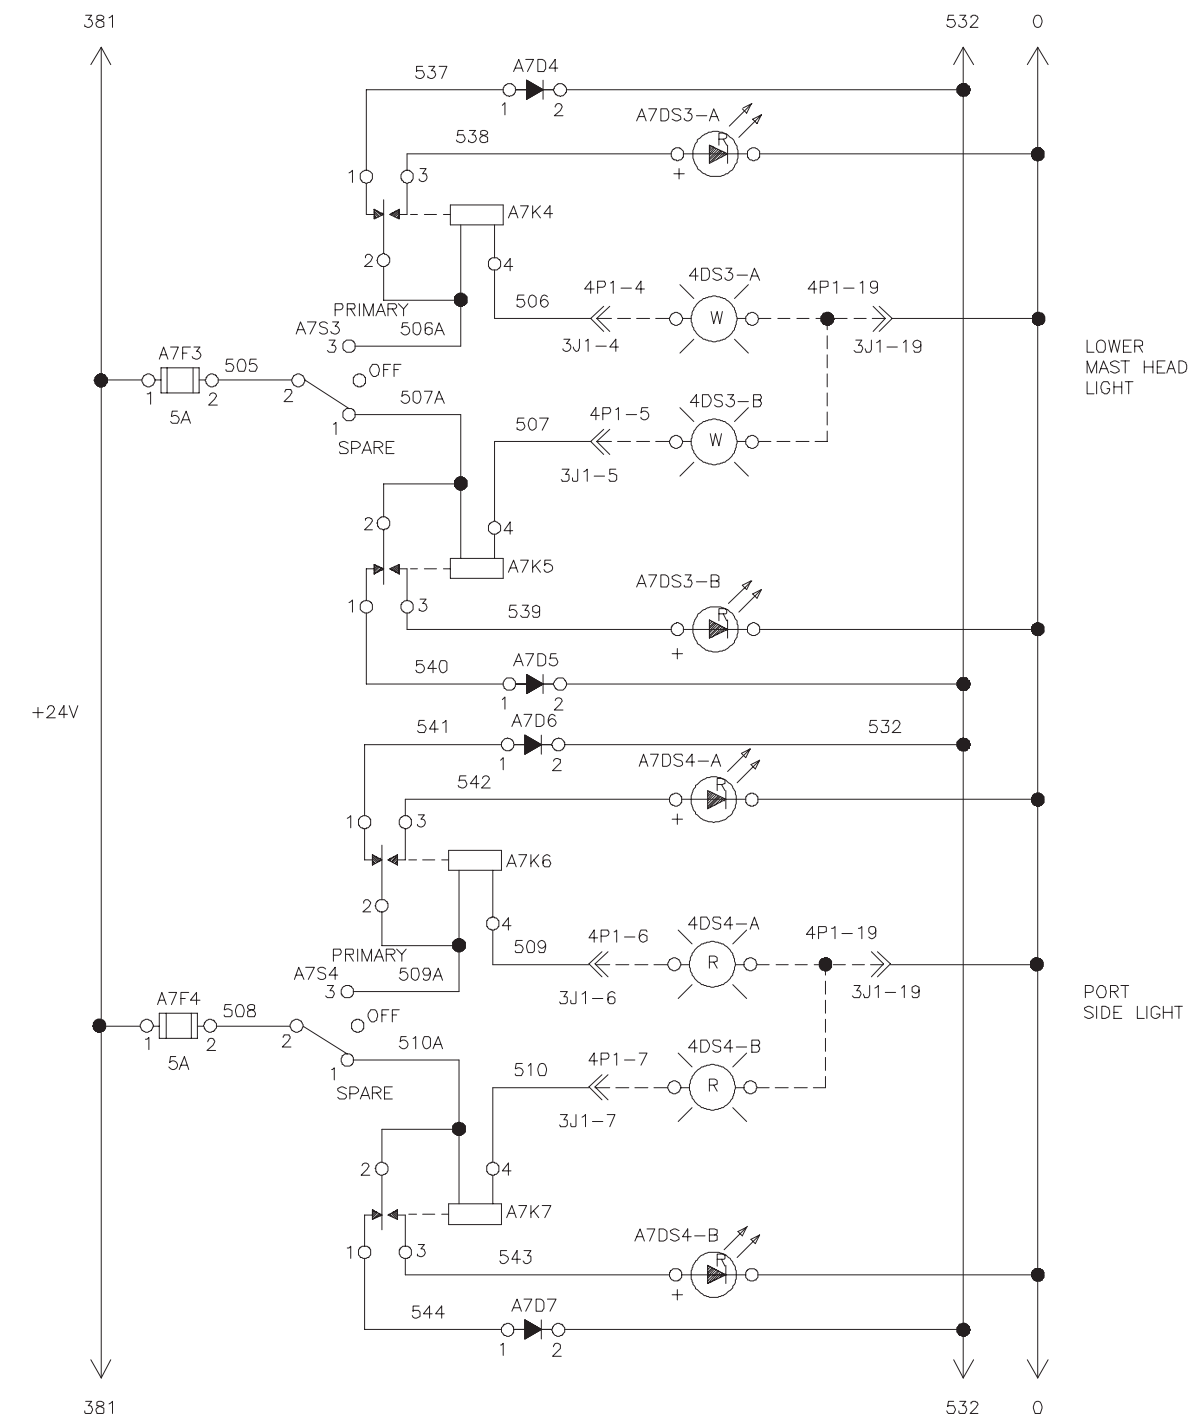 381 532 0
537 A7D4
1 2
A7DS3-A
538 R
+
1 3
A7K4
2 4
4P1-4 4DS3-A 4P1-19
PRIMARY 506 W
A7S3 506A
3 3J1-4 3J1-19
LOWER
MAST HEAD
LIGHT
A7F3 505 OFF
1 2 2 507A
5A 1
SPARE
507 4P1-5 4DS3-B
W
3J1-5
2 4
A7K5
A7DS3-B
1 3 539 R
+
540 A7D5
1 2
+24V
541 A7D6 532
1 2
A7DS4-A
542 R
+
1 3
A7K6
2 4
4P1-6 4DS4-A 4P1-19
PRIMARY 509 R
A7S4 509A
3 3J1-6 3J1-19
PORT
SIDE LIGHT
A7F4 508 OFF
1 2 2 510A
5A 1
SPARE
510 4P1-7 4DS4-B
R
3J1-7
2 4
A7K7
A7DS4-B
1 3 543 R
+
544 A7D7
1 2
381 532 0